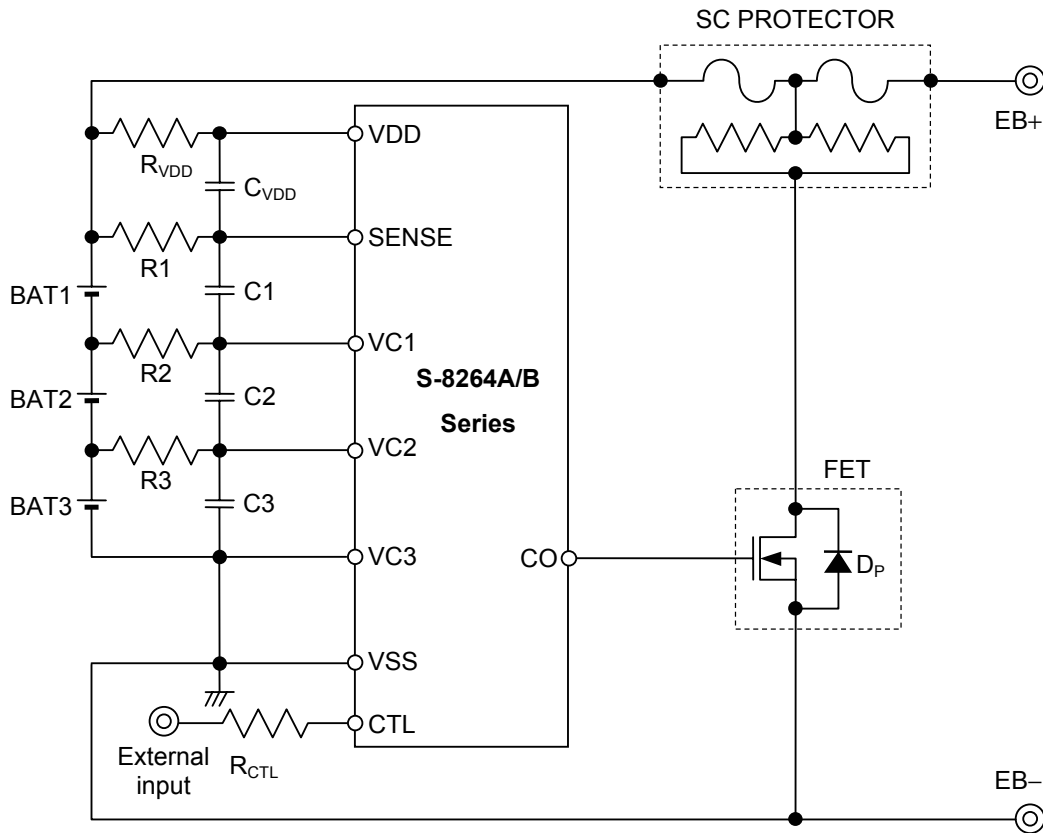 SC PROTECTOR
EB+
VDD
RVDD
CVDD
SENSE
R1
BAT1
C1
VC1
R2
S-8264A/B
Series
BAT2
C2
VC2
R3
FET
BAT3
C3
VC3
CO
DP
VSS
CTL
External
input
RCTL
EB−